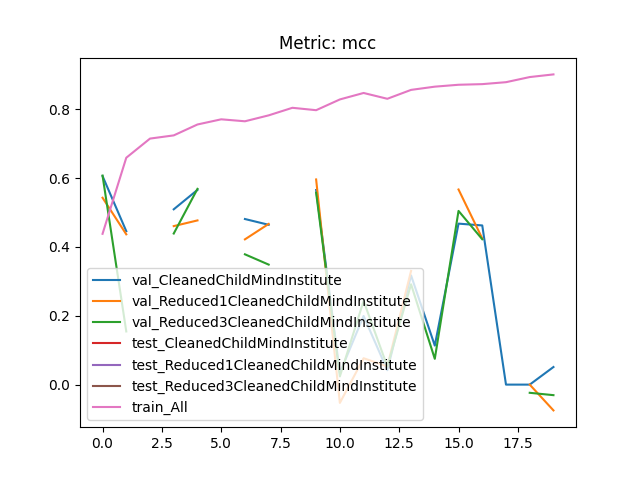 Metric: mcc
0.8
0.6
0.4
0.2
0.0
val_CleanedChildMindInstitute
val_Reduced1CleanedChildMindInstitute
val_Reduced3CleanedChildMindInstitute
test_CleanedChildMindInstitute
test_Reduced1CleanedChildMindInstitute
test_Reduced3CleanedChildMindInstitute
train_All
0.0 2.5 5.0 7.5 10.0 12.5 15.0 17.5